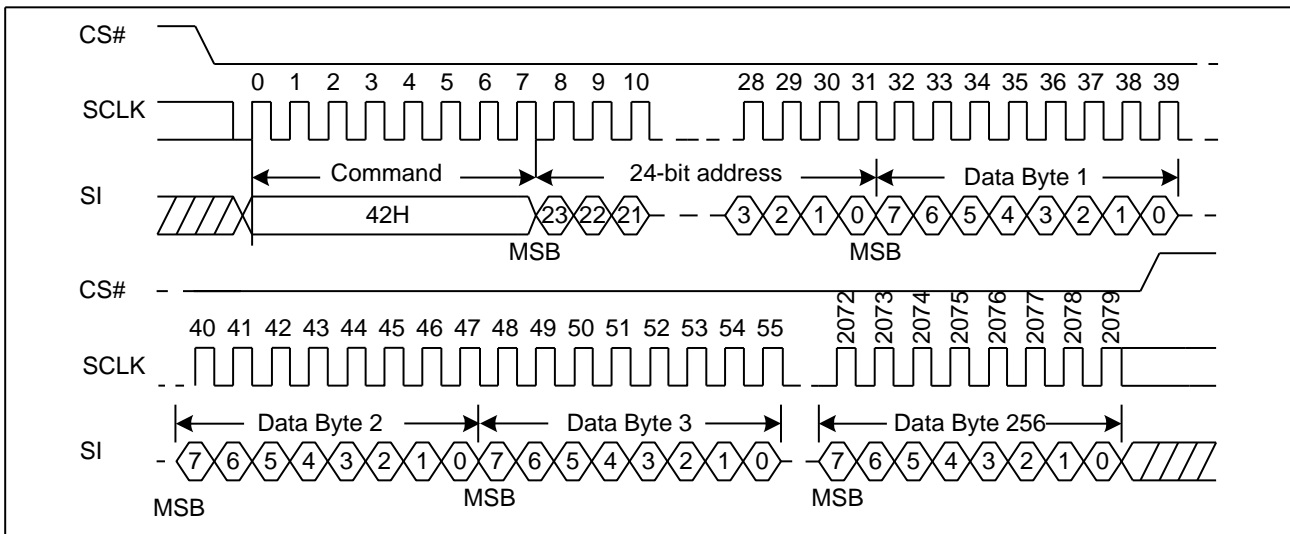 CS#
0 1 2 3 4 5 6 7 8 9 10 28 29 30 31 32 33 34 35 36 37 38 39
SCLK
Command 24-bit address Data Byte 1
SI
42H 23 22 21 3 2 1 0 7 6 5 4 3 2 1 0
MSB MSB
CS#
40 41 42 43 44 45 46 47 48 49 50 51 52 53 54 55 2072 2073 2074 2075 2076 2077 2078 2079
SCLK
Data Byte 2 Data Byte 3 Data Byte 256
SI
7 6 5 4 3 2 1 0 7 6 5 4 3 2 1 0 7 6 5 4 3 2 1 0
MSB MSB MSB